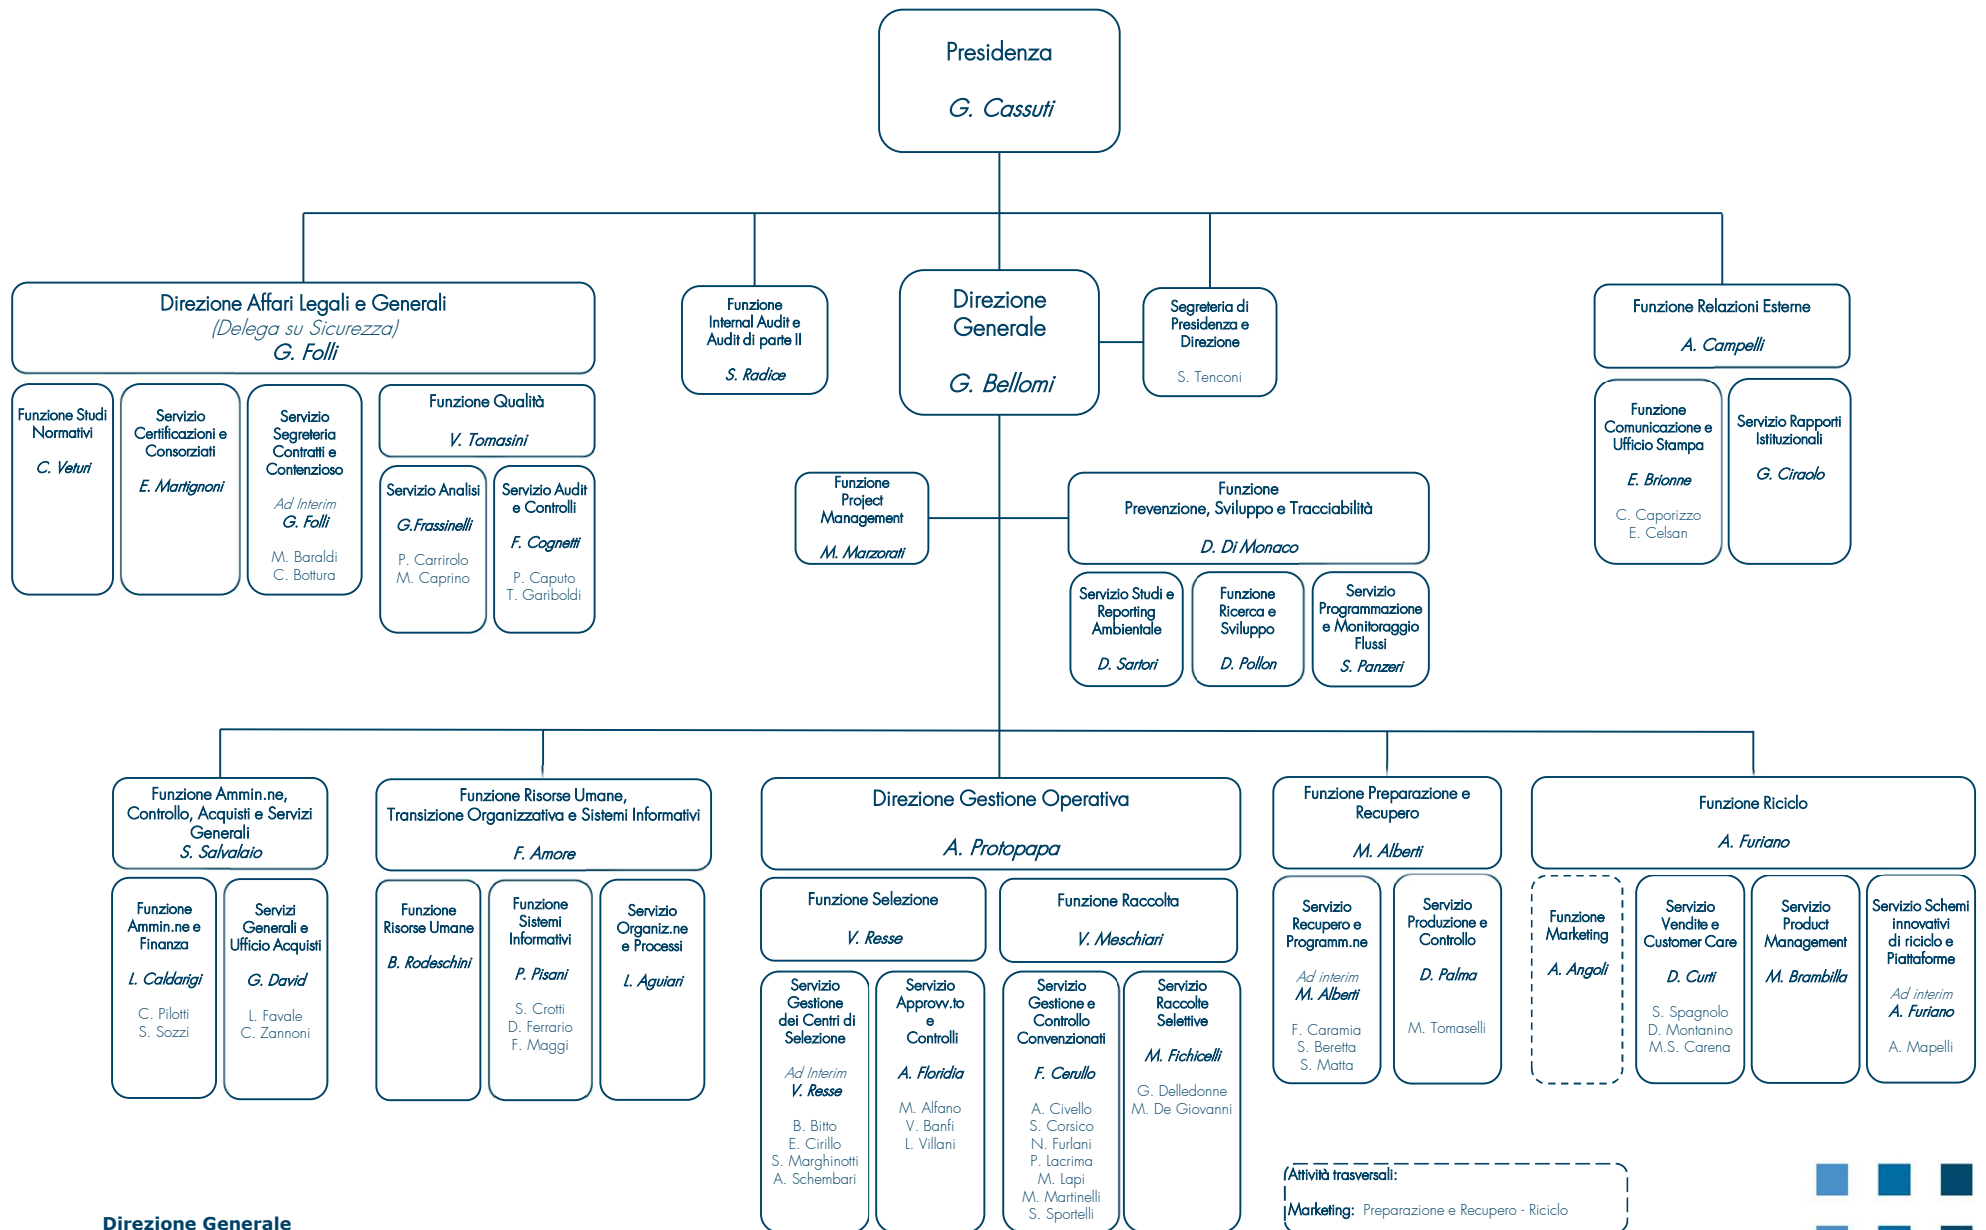 Presidenza
G. Cassuti
Direzione Affari Legali e Generali
(Delega su Sicurezza)
G. Folli
Funzione
Internal Audit e
Audit di parte II
S. Radice
Direzione
Generale
G. Bellomi
Segreteria di
Presidenza e
Direzione
S. Tenconi
Funzione Relazioni Esterne
A. Campelli
Funzione Studi
Normativi
C. Veturi
Servizio
Certificazioni e
Consorziati
E. Martignoni
Servizio
Segreteria
Contratti e
Contenzioso
Ad Interim
G. Folli
M. Baraldi
C. Bottura
Funzione Qualità
V. Tomasini
Servizio Analisi
G.Frassinelli
P. Carrirolo
M. Caprino
Servizio Audit
e Controlli
F. Cognetti
P. Caputo
T. Gariboldi
Funzione
Comunicazione e
Ufficio Stampa
E. Brionne
C. Caporizzo
E. Celsan
Servizio Rapporti
Istituzionali
G. Ciraolo
Funzione
Project
Management
M. Marzorati
Funzione
Prevenzione, Sviluppo e Tracciabilità
D. Di Monaco
Servizio Studi e
Reporting
Ambientale
D. Sartori
Funzione
Ricerca e
Sviluppo
D. Pollon
Servizio
Programmazione
e Monitoraggio
Flussi
S. Panzeri
Funzione Ammin.ne,
Controllo, Acquisti e Servizi
Generali
S. Salvalaio
Funzione Risorse Umane,
Transizione Organizzativa e Sistemi Informativi
F. Amore
Direzione Gestione Operativa
A. Protopapa
Funzione Preparazione e
Recupero
M. Alberti
Funzione Riciclo
A. Furiano
Funzione
Ammin.ne e
Finanza
L. Caldarigi
C. Pilotti
S. Sozzi
Servizi
Generali e
Ufficio Acquisti
G. David
L. Favale
C. Zannoni
Funzione
Risorse Umane
B. Rodeschini
Funzione
Sistemi
Informativi
P. Pisani
S. Crotti
D. Ferrario
F. Maggi
Servizio
Organiz.ne
e Processi
L. Aguiari
Funzione Selezione
V. Resse
Funzione Raccolta
V. Meschiari
Servizio
Gestione
dei Centri di
Selezione
Ad Interim
V. Resse
B. Bitto
E. Cirillo
S. Marghinotti
A. Schembari
Servizio
Approvv.to
e
Controlli
A. Floridia
M. Alfano
V. Banfi
L. Villani
Servizio
Gestione e
Controllo
Convenzionati
F. Cerullo
A. Civello
S. Corsico
N. Furlani
P. Lacrima
M. Lapi
M. Martinelli
S. Sportelli
Servizio
Raccolte
Selettive
M. Fichicelli
G. Delledonne
M. De Giovanni
Servizio
Recupero e
Programm.ne
Ad interim
M. Alberti
F. Caramia
S. Beretta
S. Matta
Servizio
Produzione e
Controllo
D. Palma
M. Tomaselli
Funzione
Marketing
A. Angoli
Servizio
Vendite e
Customer Care
D. Curti
S. Spagnolo
D. Montanino
M.S. Carena
Servizio
Product
Management
M. Brambilla
Servizio Schemi
innovativi
di riciclo e
Piattaforme
Ad interim
A. Furiano
A. Mapelli
Attività trasversali:
Marketing: Preparazione e Recupero - Riciclo
Direzione Generale